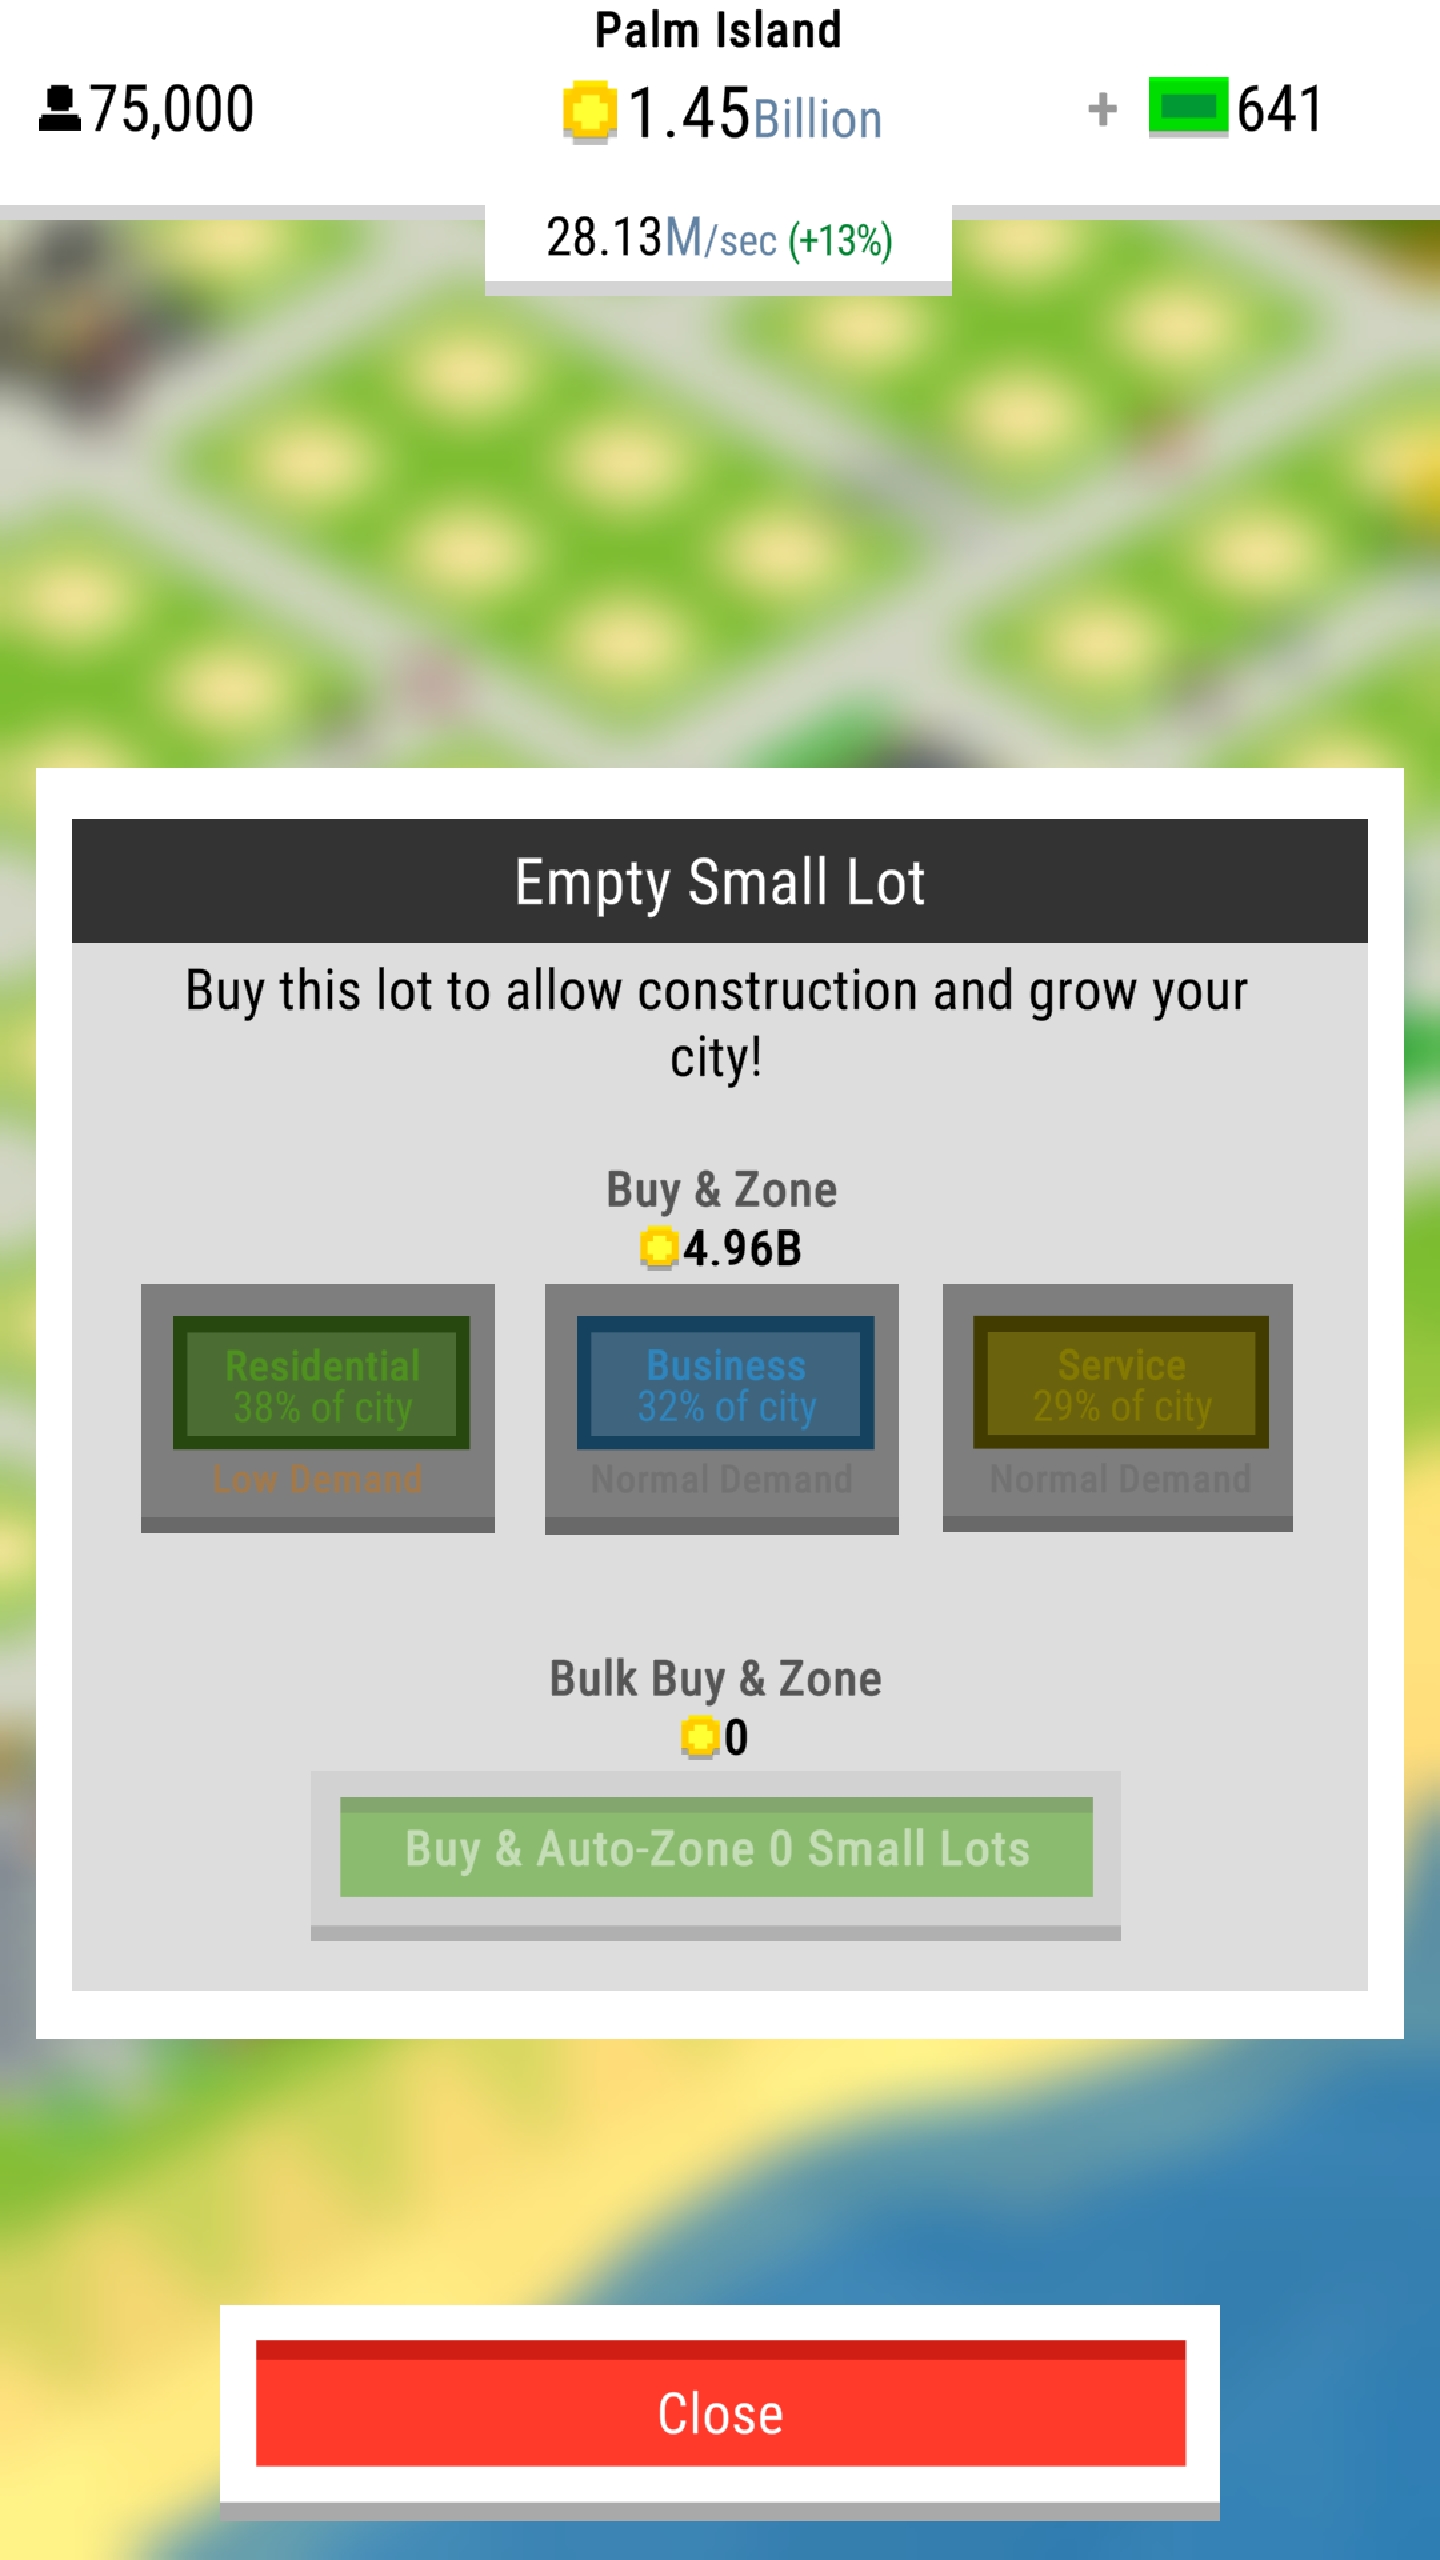 Palm Island
75,000
1.45Billion
+ 641
28.13M/sec (+13%)
Empty Small Lot
Buy this lot to allow construction and grow your
city!
Buy & Zone
4.96B
Residential
38% of city
Low Demand
Business
32% of city
Normal Demand
Service
29% of city
Normal Demand
Bulk Buy & Zone
0
Buy & Auto-Zone 0 Small Lots
Close